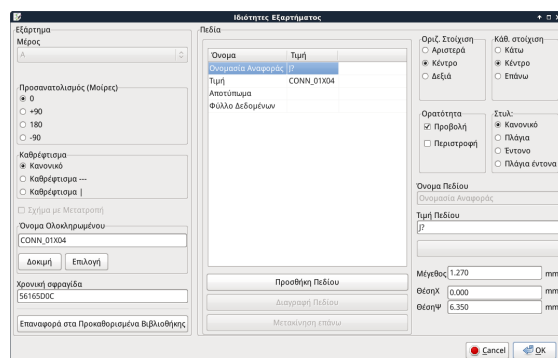 Ιδιότητες Εξαρτήματος
Εξάρτημα
Μέρος
A
Προσανατολισμός (Μοίρες)
0
+90
180
-90
Καθρέφτισμα
Κανονικό
Καθρέφτισμα ---
Καθρέφτισμα |
Σχήμα με Μετατροπή
Όνομα Ολοκληρωμένου
CONN_01X04
Δοκιμή Επιλογή
Χρονική σφραγίδα
56165D0C
Επαναφορά στα Προκαθορισμένα Βιβλιοθήκης
Πεδία
Όνομα Τιμή
Ονομασία Αναφοράς J?
Τιμή CONN_01X04
Αποτύπωμα
Φύλλο Δεδομένων
Προσθήκη Πεδίου
Διαγραφή Πεδίου
Μετακίνηση επάνω
Οριζ. Στοίχιση
Αριστερά
Κέντρο
Δεξιά
Κάθ. στοίχιση
Κάτω
Κέντρο
Επάνω
Ορατότητα
Προβολή
Περιστροφή
Στυλ:
Κανονικό
Πλάγια
Έντονο
Πλάγια έντονα
Όνομα Πεδίου
Ονομασία Αναφοράς
Τιμή Πεδίου
J?
Μέγεθος 1.270 mm
ΘέσηX 0.000 mm
ΘέσηΨ 6.350 mm
Cancel OK